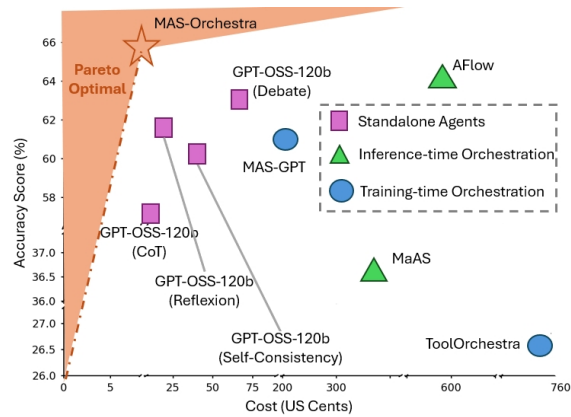 MAS-Orchestra
66
Pareto
Optimal
AFlow
GPT-OSS-120b
(Debate)
64
62
60
58
Standalone Agents
Inference-time Orchestration
Training-time Orchestration
MAS-GPT
Accuracy Score (%)
GPT-OSS-120b
(CoT)
37.0
36.5
36.0
MaAS
GPT-OSS-120b
(Reflexion)
27.0
26.5
26.0
GPT-OSS-120b
(Self-Consistency)
ToolOrchestra
0 5 25 50 75 200 300 600 760
Cost (US Cents)